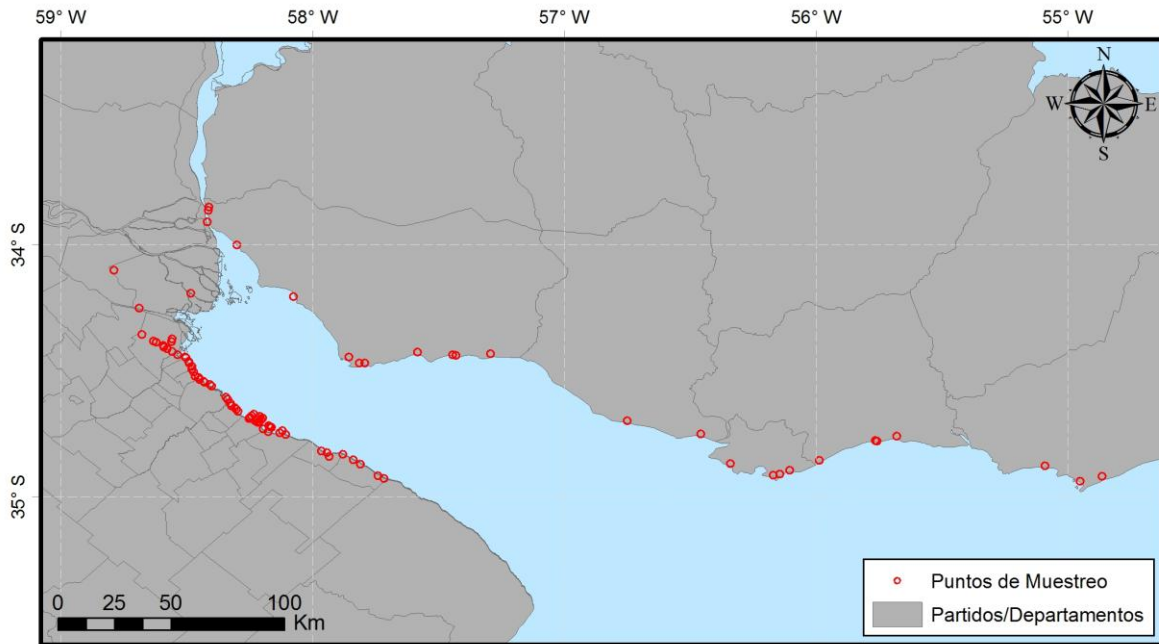 59° W 58° W 57° W 56° W 55° W
N
W E
S
34° S
35° S
Puntos de Muestreo
Partidos/Departamentos
0 25 50 100
Km